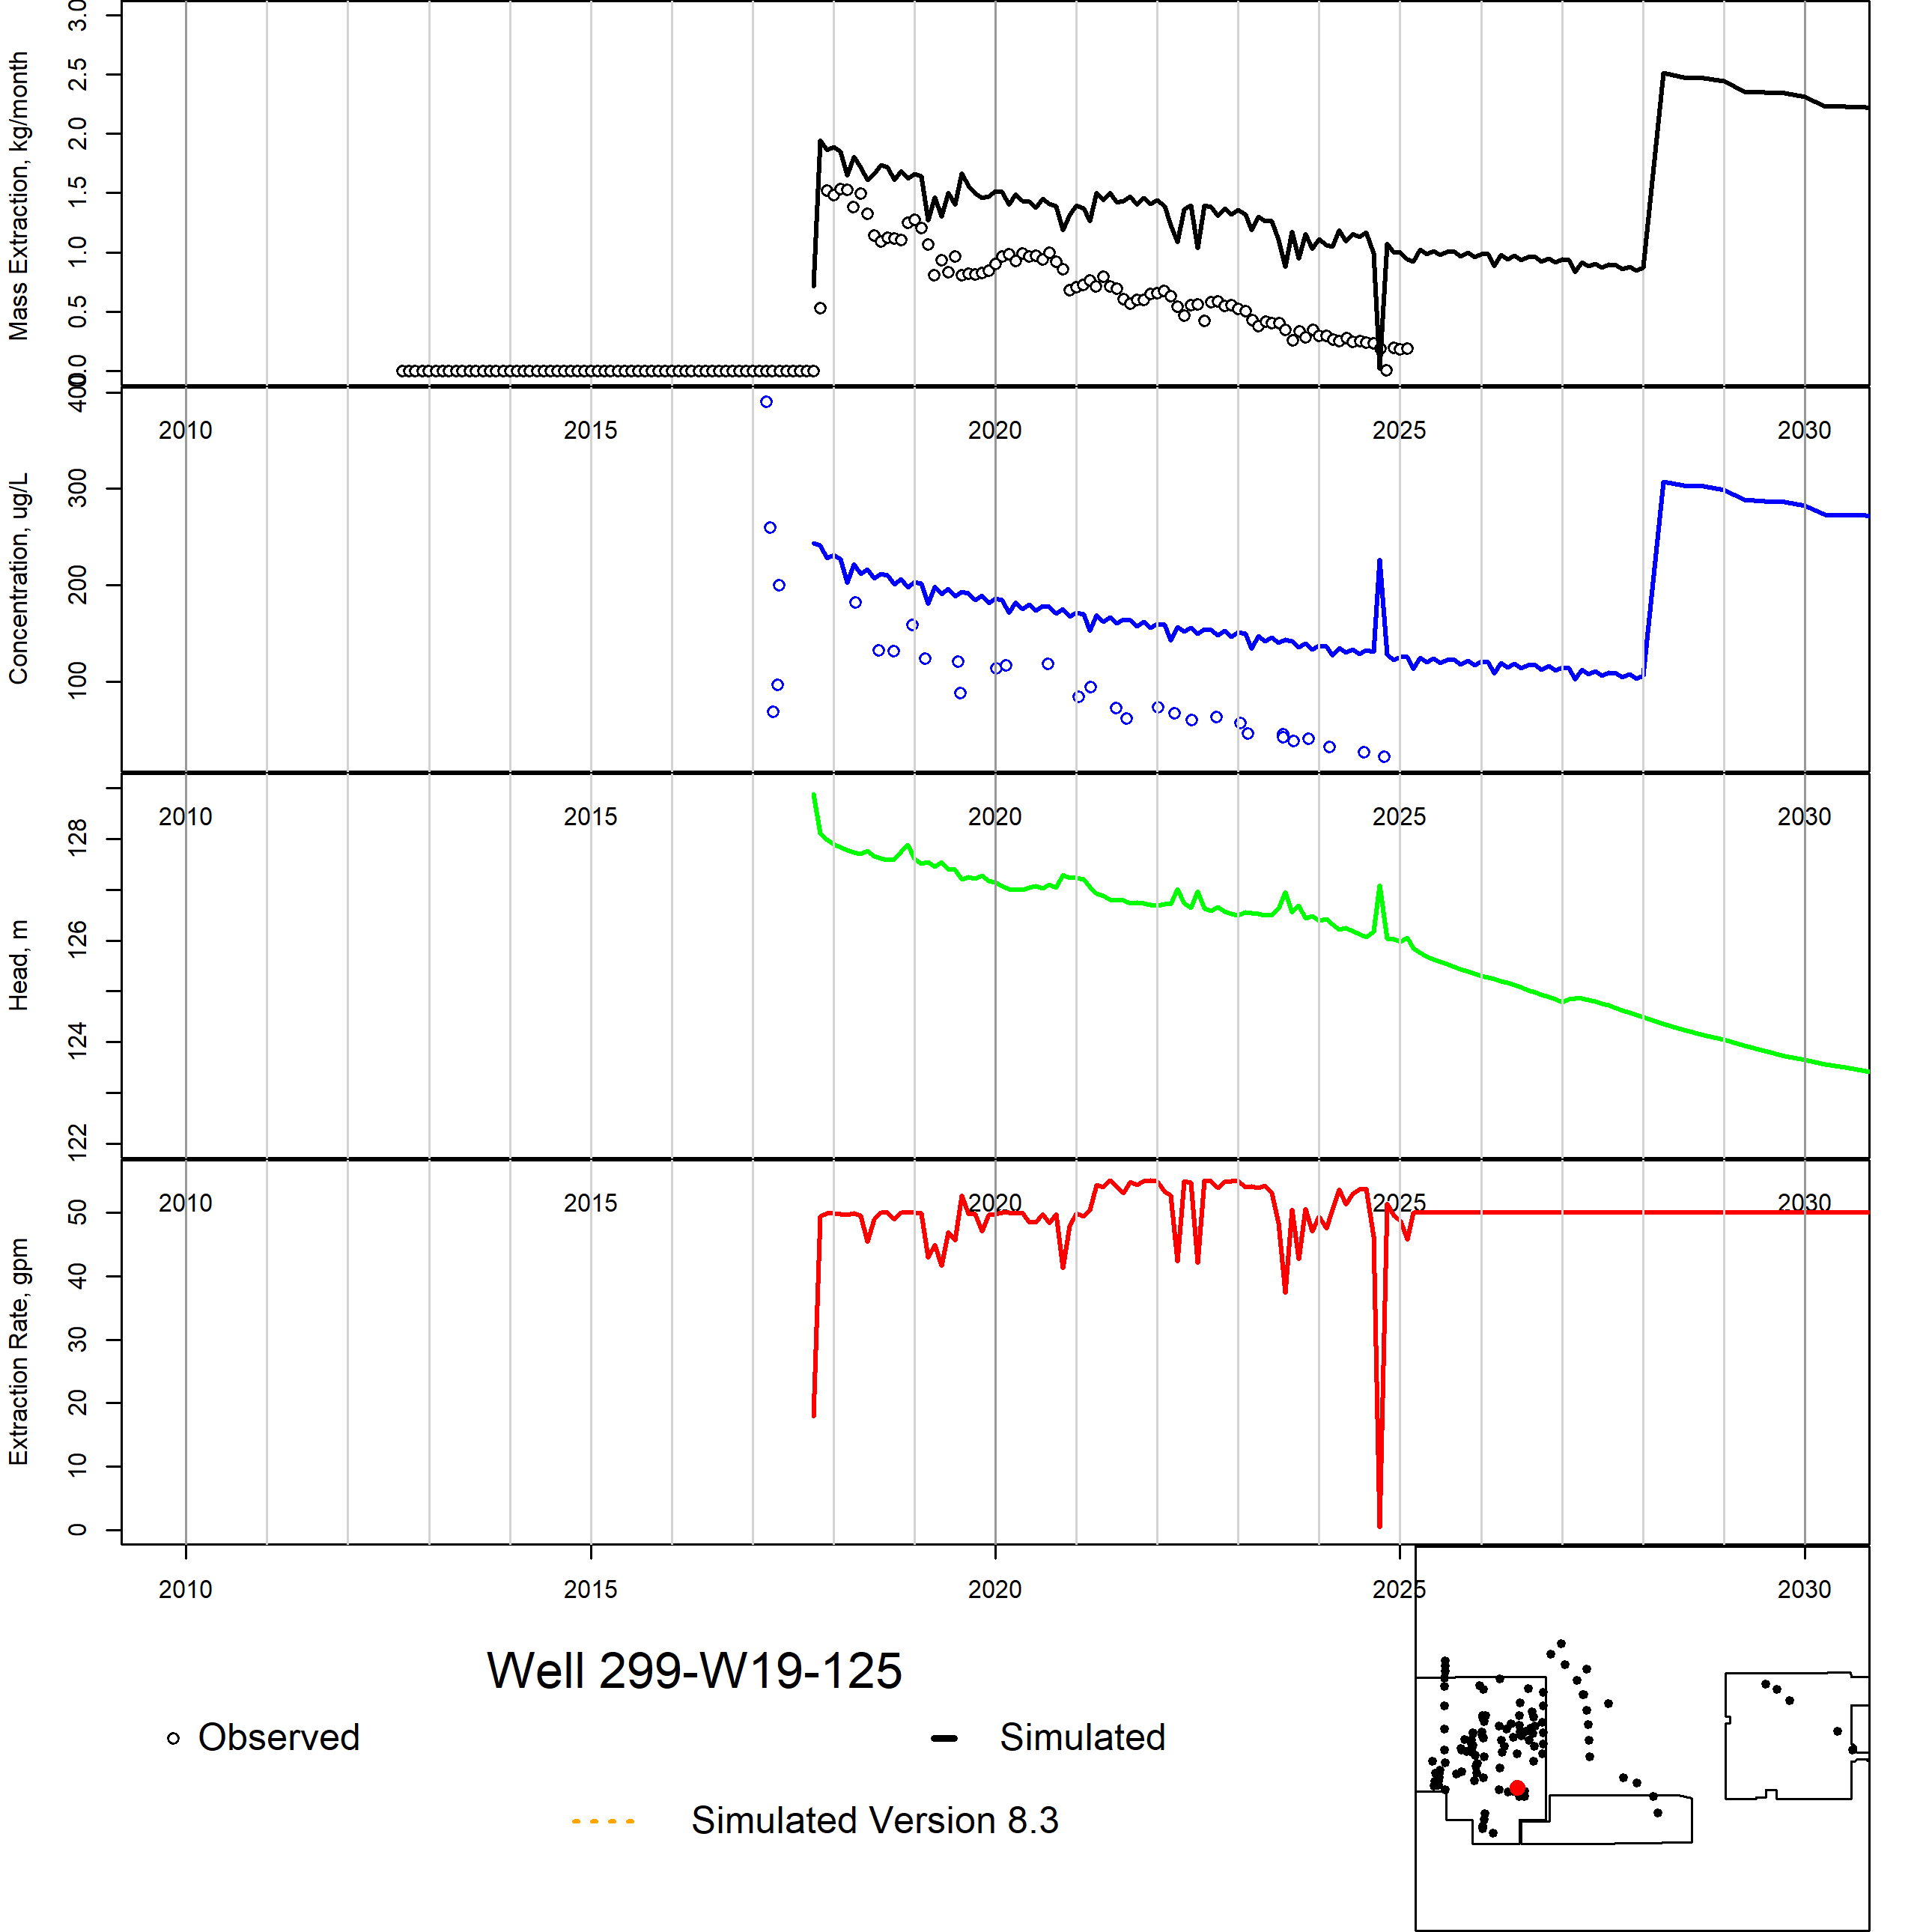 Mass Extraction, kg/month
0.0 0.5 1.0 1.5 2.0 2.5 3.0
2010 2015 2020 2025 2030
Concentration, ug/L
100 200 300 400
2010 2015 2020 2025 2030
Head, m
122 124 126 128
2010 2015 2020 2025 2030
Extraction Rate, gpm
0 10 20 30 40 50
2010 2015 2020 2025 2030
Well 299-W19-125
Observed
Simulated
Simulated Version 8.3